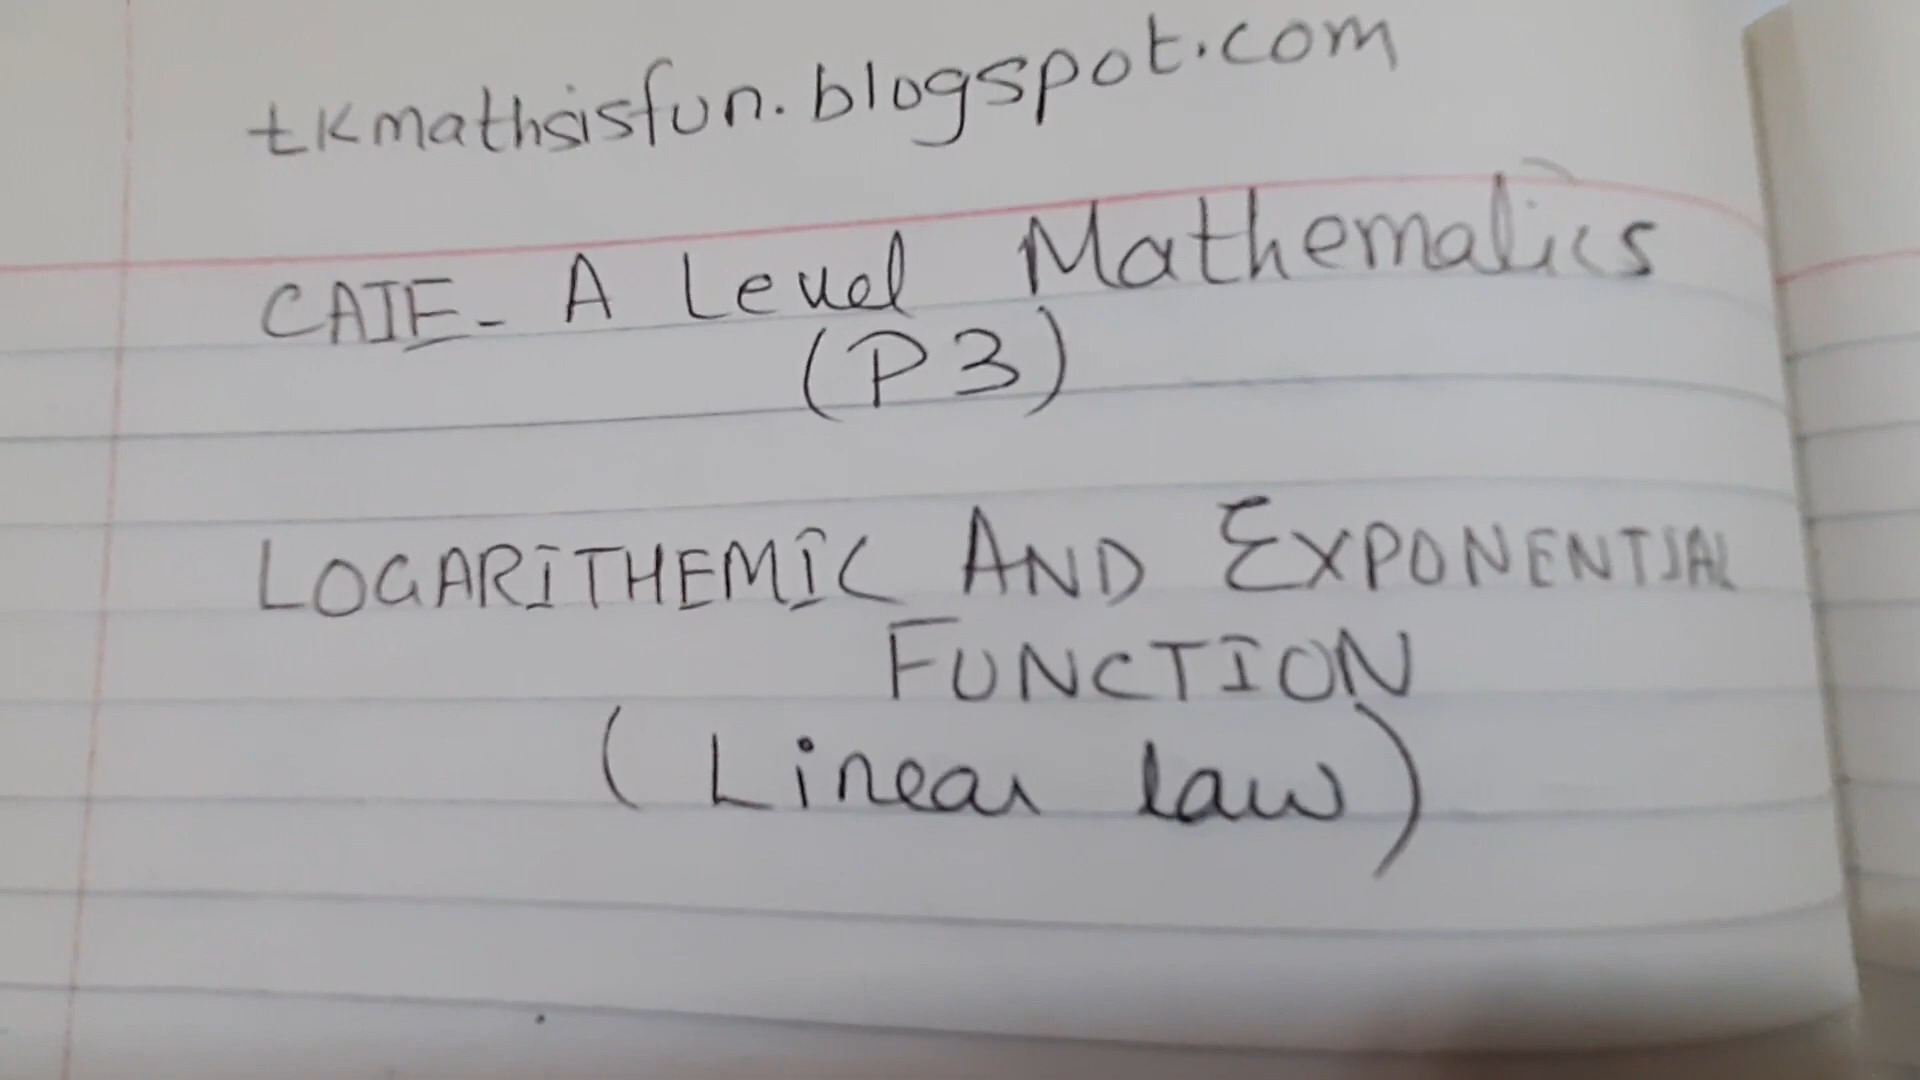 tkmathsisfun.blogspot.com
CAIE- A Level Mathematics
(P3)
LOGARITHEMIC AND EXPONENTIAL
FUNCTION
(Linear law)